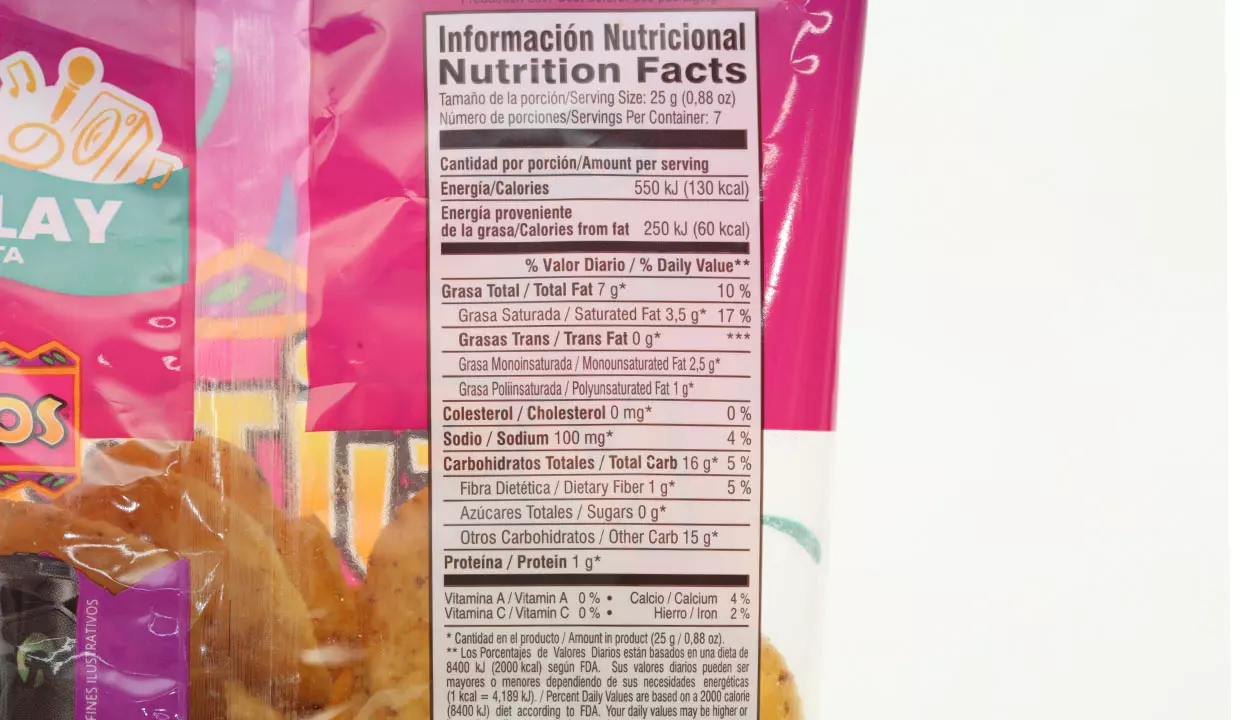 Información Nutricional
Nutrition Facts
Tamaño de la porción/Serving Size: 25 g (0,88 oz)
Número de porciones/Servings Per Container: 7
Cantidad por porción/Amount per serving
Energía/Calories 550 kJ (130 kcal)
Energía proveniente
de la grasa/Calories from fat 250 kJ (60 kcal)
% Valor Diario / % Daily Value**
Grasa Total / Total Fat 7 g* 10 %
Grasa Saturada / Saturated Fat 3,5 g* 17 %
Grasas Trans / Trans Fat 0 g* ***
Grasa Monoinsaturada / Monounsaturated Fat 2,5 g*
Grasa Poliinsaturada / Polyunsaturated Fat 1 g*
Colesterol / Cholesterol 0 mg* 0 %
Sodio / Sodium 100 mg* 4 %
Carbohidratos Totales / Total Carb 16 g* 5 %
Fibra Dietética / Dietary Fiber 1 g* 5 %
Azúcares Totales / Sugars 0 g*
Otros Carbohidratos / Other Carb 15 g*
Proteína / Protein 1 g*
Vitamina A / Vitamin A 0 % • Calcio / Calcium 4 %
Vitamina C / Vitamin C 0 % • Hierro / Iron 2 %
* Cantidad en el producto / Amount in product (25 g / 0,88 oz).
** Los Porcentajes de Valores Diarios están basados en una dieta de
8400 kJ (2000 kcal) según FDA. Sus valores diarios pueden ser
mayores o menores dependiendo de sus necesidades energéticas
(1 kcal = 4,189 kJ). / Percent Daily Values are based on a 2000 calorie
(8400 kJ) diet according to FDA. Your daily values may be higher or
LAY
TA
OS
FINES ILUSTRATIVOS